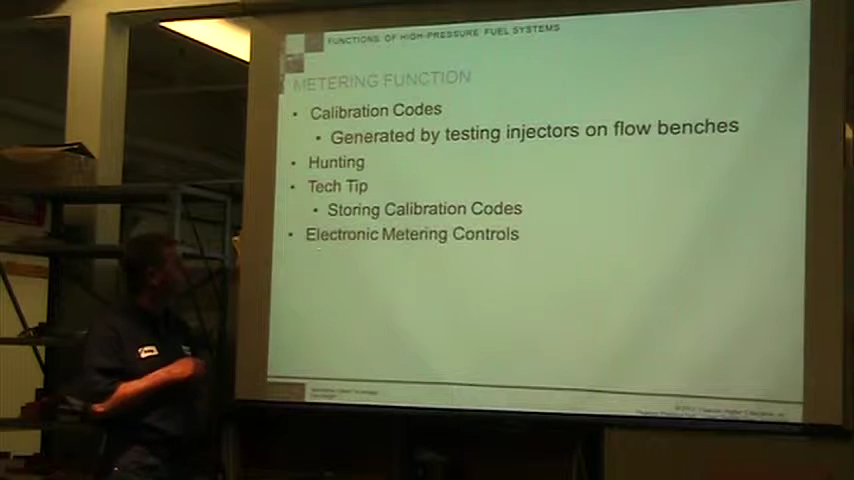 FUNCTIONS OF HIGH-PRESSURE FUEL SYSTEMS
METERING FUNCTION
• Calibration Codes
• Generated by testing injectors on flow benches
• Hunting
• Tech Tip
• Storing Calibration Codes
• Electronic Metering Controls